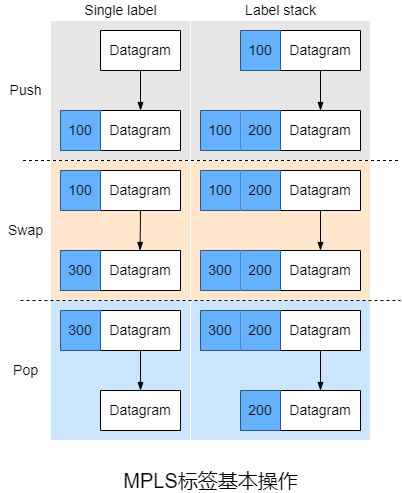 Single label Label stack
Datagram 100 Datagram
Push
100 Datagram 100 200 Datagram
100 Datagram 100 200 Datagram
Swap
300 Datagram 300 200 Datagram
300 Datagram 300 200 Datagram
Pop
Datagram 200 Datagram
MPLS标签基本操作